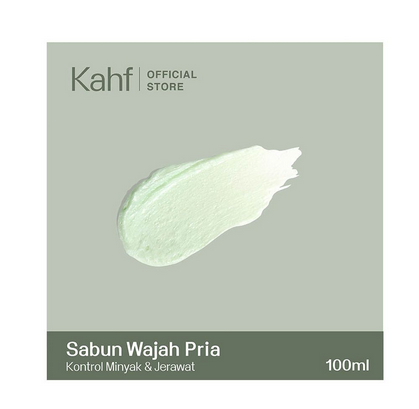 Kahf
OFFICIAL
STORE
Sabun Wajah Pria
Kontrol Minyak & Jerawat
100ml